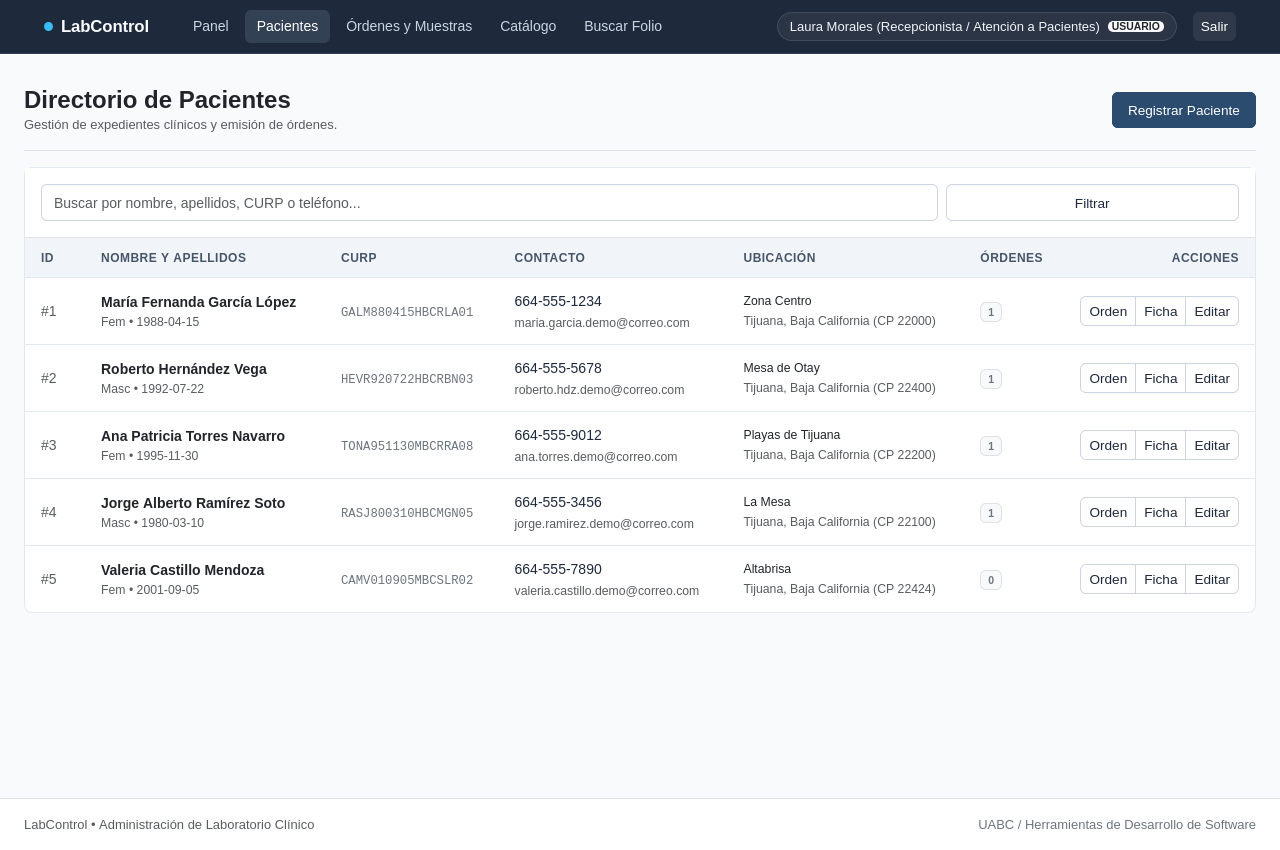 LabControl Panel Pacientes Órdenes y Muestras Catálogo Buscar Folio Laura Morales (Recepcionista / Atención a Pacientes) USUARIO Salir
Directorio de Pacientes
Gestión de expedientes clínicos y emisión de órdenes.
Registrar Paciente
Buscar por nombre, apellidos, CURP o teléfono... Filtrar
ID NOMBRE Y APELLIDOS CURP CONTACTO UBICACIÓN ÓRDENES ACCIONES
#1 María Fernanda García López GALM880415HBCRLA01 664-555-1234 Zona Centro 1 Orden Ficha Editar
Fem • 1988-04-15 maria.garcia.demo@correo.com Tijuana, Baja California (CP 22000)
#2 Roberto Hernández Vega HEVR920722HBCRBN03 664-555-5678 Mesa de Otay 1 Orden Ficha Editar
Masc • 1992-07-22 roberto.hdz.demo@correo.com Tijuana, Baja California (CP 22400)
#3 Ana Patricia Torres Navarro TONA951130MBCRRA08 664-555-9012 Playas de Tijuana 1 Orden Ficha Editar
Fem • 1995-11-30 ana.torres.demo@correo.com Tijuana, Baja California (CP 22200)
#4 Jorge Alberto Ramírez Soto RASJ800310HBCMGN05 664-555-3456 La Mesa 1 Orden Ficha Editar
Masc • 1980-03-10 jorge.ramirez.demo@correo.com Tijuana, Baja California (CP 22100)
#5 Valeria Castillo Mendoza CAMV010905MBCSLR02 664-555-7890 Altabrisa 0 Orden Ficha Editar
Fem • 2001-09-05 valeria.castillo.demo@correo.com Tijuana, Baja California (CP 22424)
LabControl • Administración de Laboratorio Clínico UABC / Herramientas de Desarrollo de Software